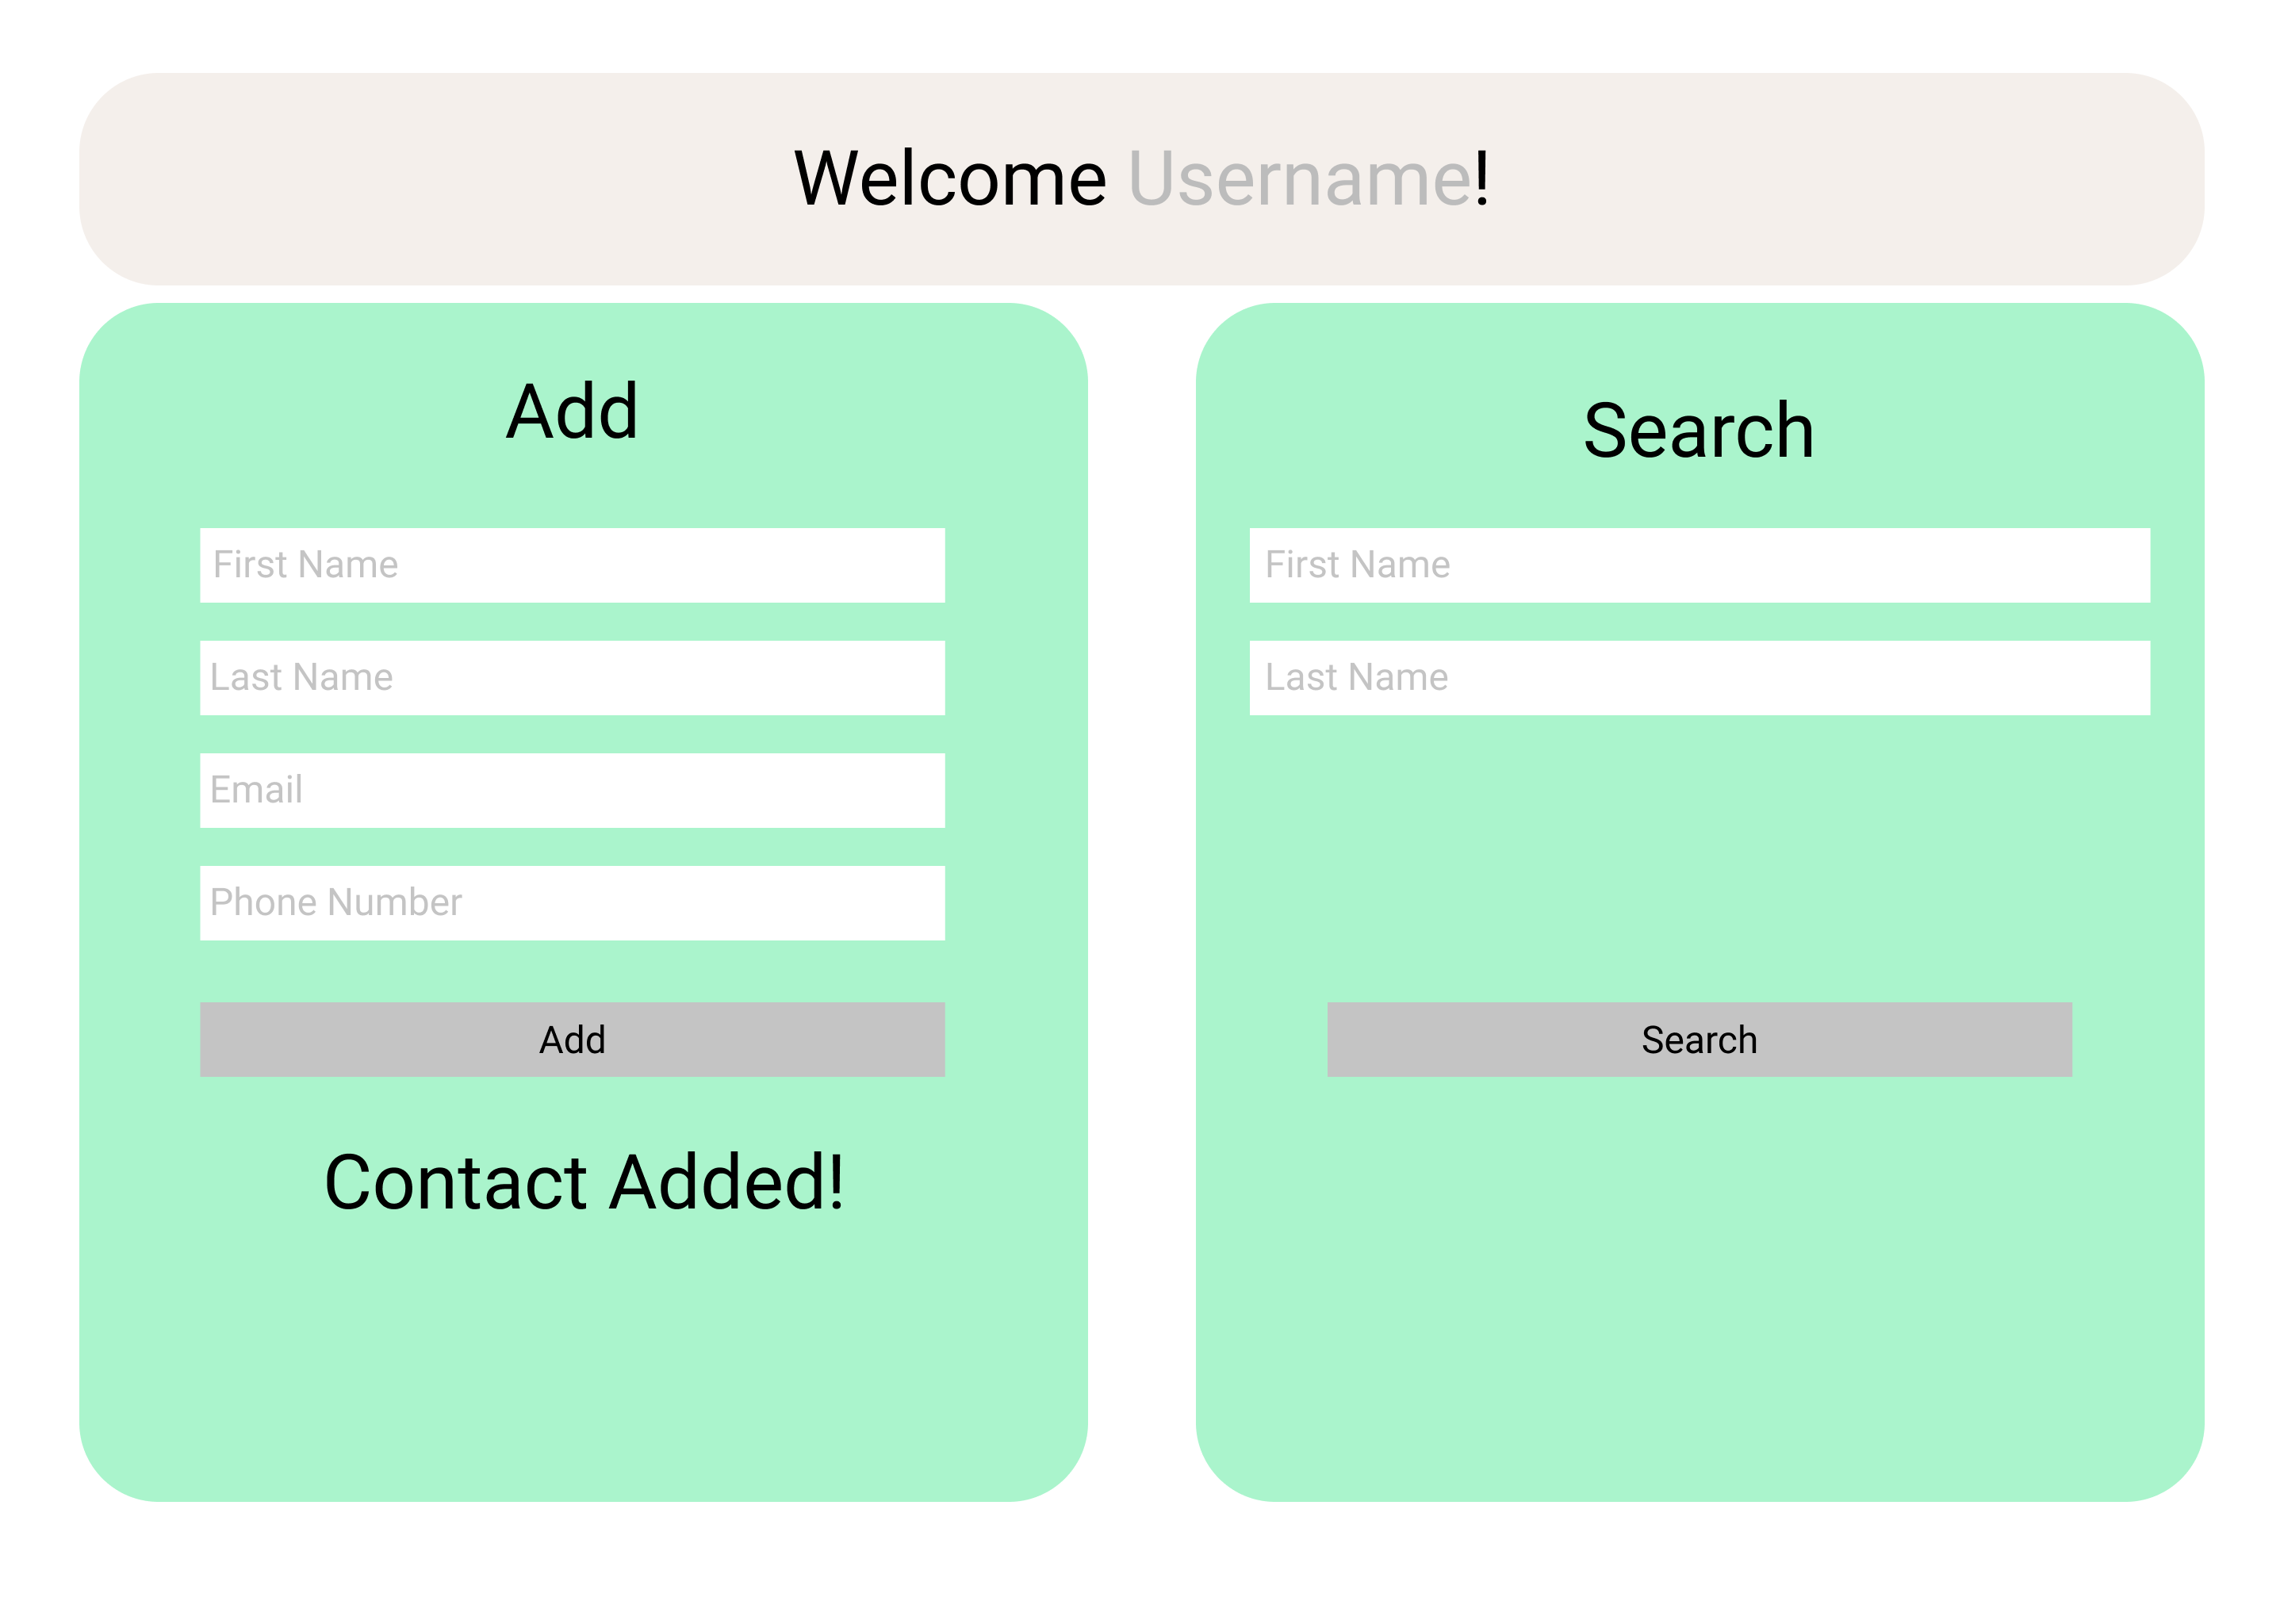 Welcome Username!
Add
First Name
Last Name
Email
Phone Number
Add
Contact Added!
Search
First Name
Last Name
Search